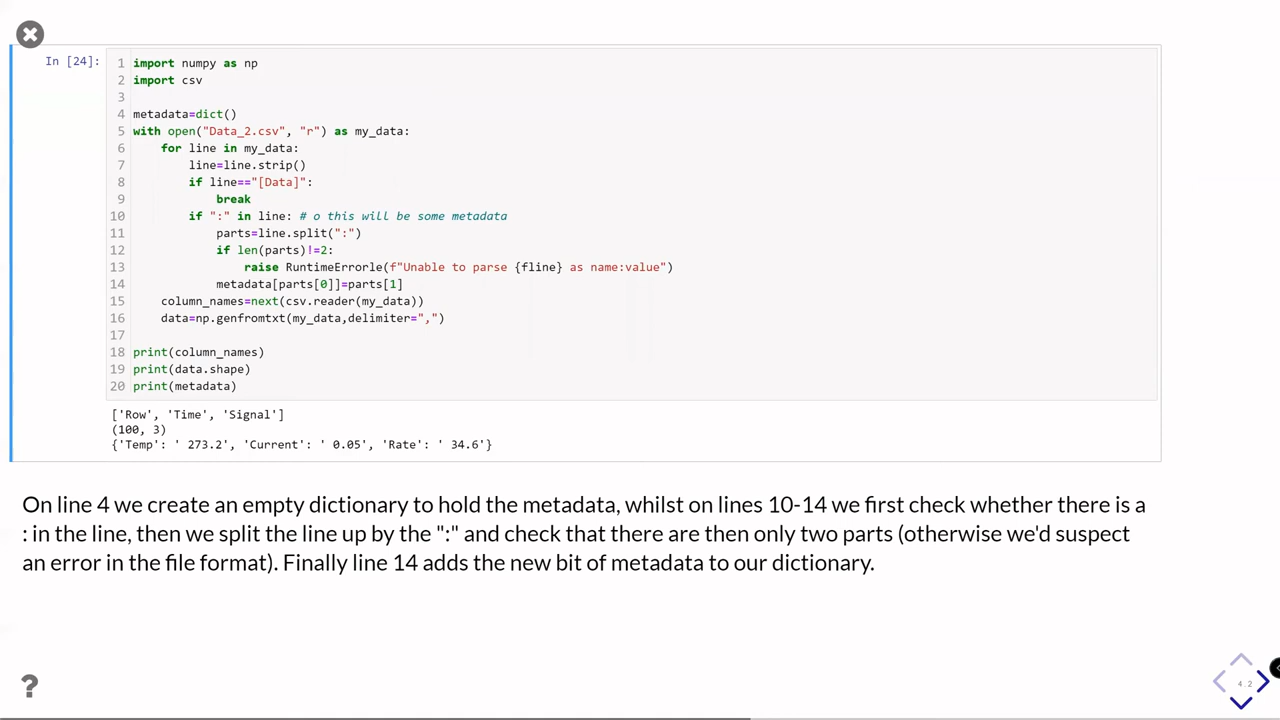 In [24]:
1 import numpy as np
2 import csv
3
4 metadata=dict()
5 with open("Data_2.csv", "r") as my_data:
6     for line in my_data:
7         line=line.strip()
8         if line=="[Data]":
9             break
10         if ":" in line: # o this will be some metadata
11             parts=line.split(":")
12             if len(parts)!=2:
13                 raise RuntimeErrorle(f"Unable to parse {fline} as name:value")
14             metadata[parts[0]]=parts[1]
15     column_names=next(csv.reader(my_data))
16     data=np.genfromtxt(my_data,delimiter=",")
17
18 print(column_names)
19 print(data.shape)
20 print(metadata)
['Row', 'Time', 'Signal']
(100, 3)
{'Temp': ' 273.2', 'Current': ' 0.05', 'Rate': ' 34.6'}
On line 4 we create an empty dictionary to hold the metadata, whilst on lines 10-14 we first check whether there is a
: in the line, then we split the line up by the ":" and check that there are then only two parts (otherwise we'd suspect
an error in the file format). Finally line 14 adds the new bit of metadata to our dictionary.
?
4.2